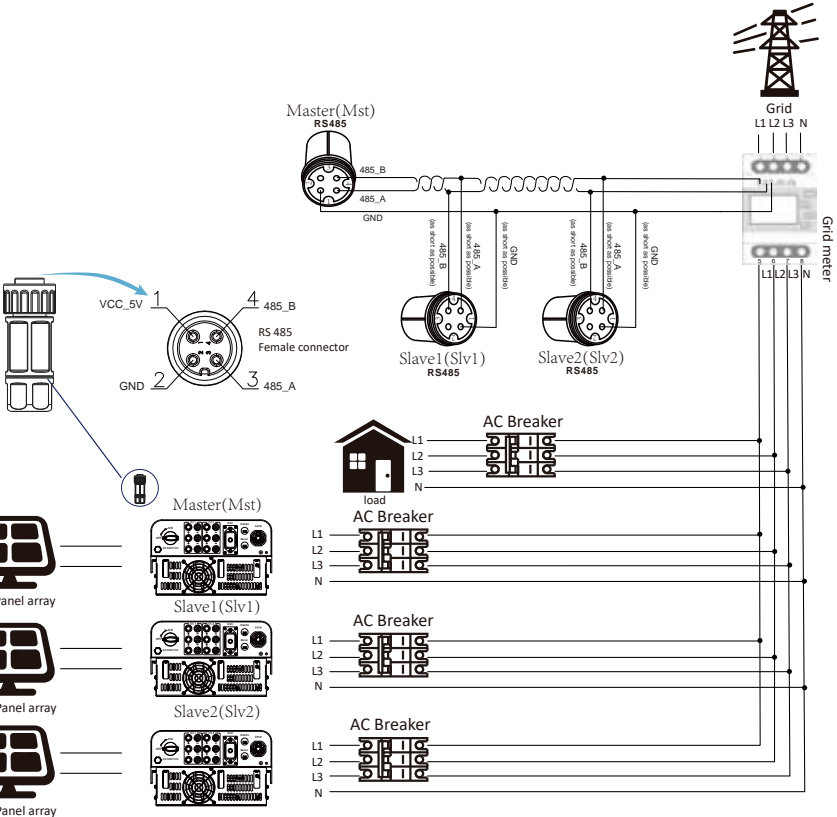 Grid
L1 L2 L3 N
Master(Mst)
RS485
485_B
485_A
GND
Grid meter
5 6 7 8
L1 L2 L3 N
485_B
(as short as possible)
485_A
(as short as possible)
GND
(as short as possible)
485_B
(as short as possible)
485_A
(as short as possible)
GND
(as short as possible)
Slave1(Slv1)
RS485
Slave2(Slv2)
RS485
VCC_5V 1
4 485_B
RS 485
Female connector
GND 2
3 485_A
AC Breaker
L1
L2
L3
N
load
Master(Mst)
AC Breaker
L1
L2
L3
N
Panel array
Slave1(Slv1)
AC Breaker
L1
L2
L3
N
Panel array
Slave2(Slv2)
AC Breaker
L1
L2
L3
N
Panel array